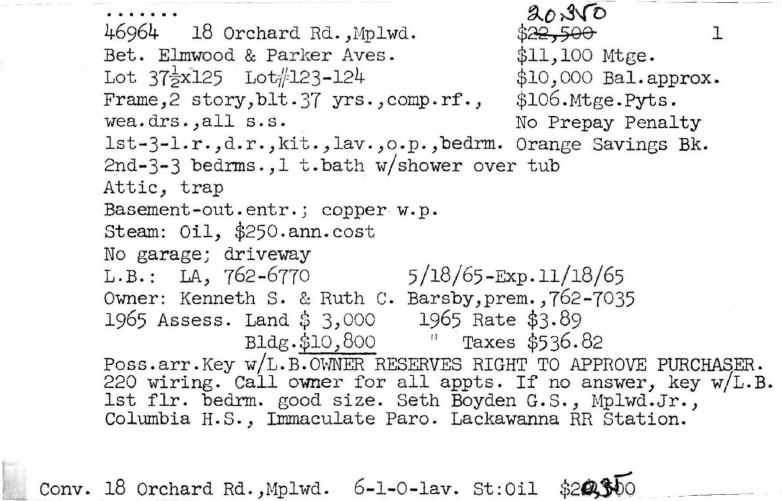 .......
20,350
46964 18 Orchard Rd.,Mplwd. $22,500 1
Bet. Elmwood & Parker Aves. $11,100 Mtge.
Lot 37½x125 Lot#123-124 $10,000 Bal.approx.
Frame,2 story,blt.37 yrs.,comp.rf., $106.Mtge.Pyts.
wea.drs.,all s.s. No Prepay Penalty
1st-3-l.r.,d.r.,kit.,lav.,o.p.,bedrm. Orange Savings Bk.
2nd-3-3 bedrms.,1 t.bath w/shower over tub
Attic, trap
Basement-out.entr.; copper w.p.
Steam: Oil, $250.ann.cost
No garage; driveway
L.B.: LA, 762-6770 5/18/65-Exp.11/18/65
Owner: Kenneth S. & Ruth C. Barsby,prem.,762-7035
1965 Assess. Land $ 3,000 1965 Rate $3.89
Bldg.$10,800 " Taxes $536.82
Poss.arr.Key w/L.B.OWNER RESERVES RIGHT TO APPROVE PURCHASER.
220 wiring. Call owner for all appts. If no answer, key w/L.B.
1st flr. bedrm. good size. Seth Boyden G.S., Mplwd.Jr.,
Columbia H.S., Immaculate Paro. Lackawanna RR Station.
Conv. 18 Orchard Rd.,Mplwd. 6-1-0-lav. St:Oil $20,350